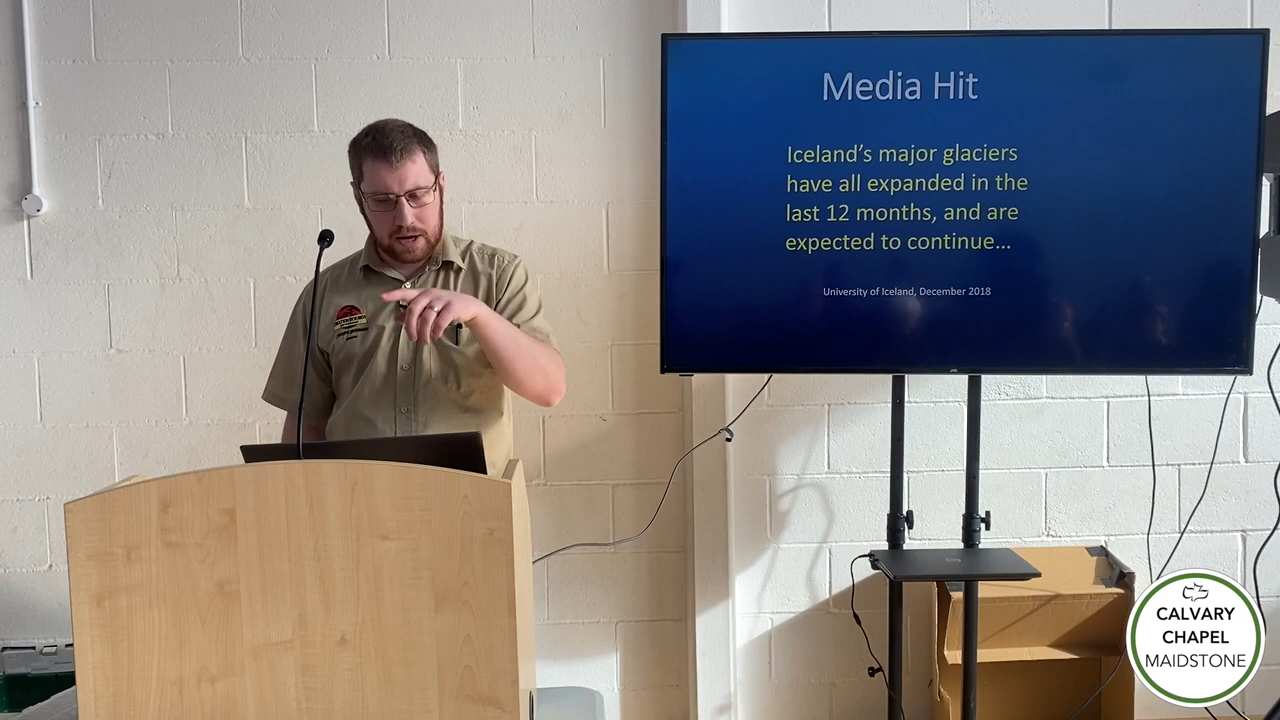 Media Hit
Iceland's major glaciers
have all expanded in the
last 12 months, and are
expected to continue...
University of Iceland, December 2018
JVC
CALVARY
CHAPEL
MAIDSTONE